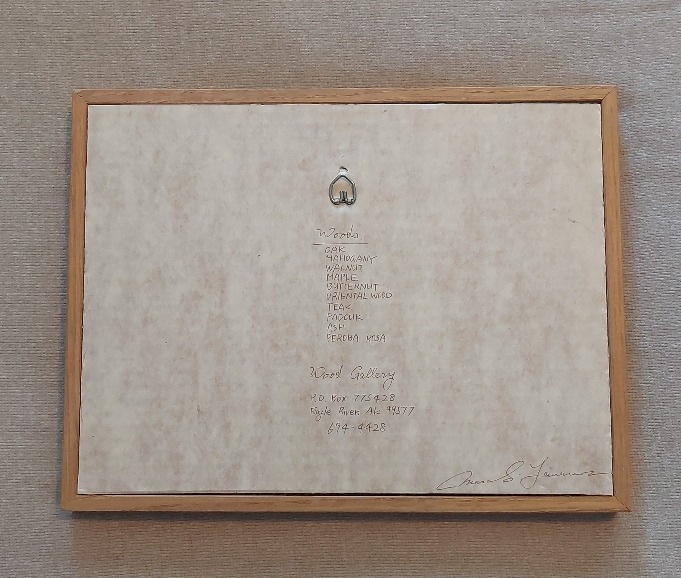 Woods
OAK
MAHOGANY
WALNUT
MAPLE
BUTTERNUT
ORIENTAL WOOD
TEAK
PADOUK
ASH
PEROBA ROSA
Wood Gallery
P.O. Box 773428
Eagle River, AK 99577
694-4428